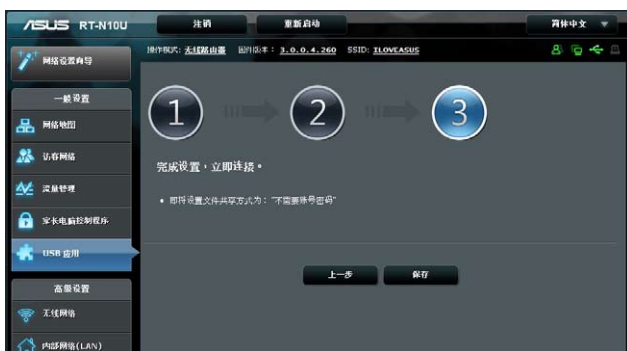 ASUS RT-N10U
注销
重新启动
简体中文
操作模式: 无线路由器 固件版本: 3.0.0.4.260 SSID: ILOVEASUS
网络设置向导
一般设置
网络地图
访客网络
流量管理
家长电脑控制程序
USB 应用
高级设置
无线网络
内部网络(LAN)
1
2
3
完成设置，立即连接。
即将设置文件共享方式为: "不需要账号密码"
上一步
保存